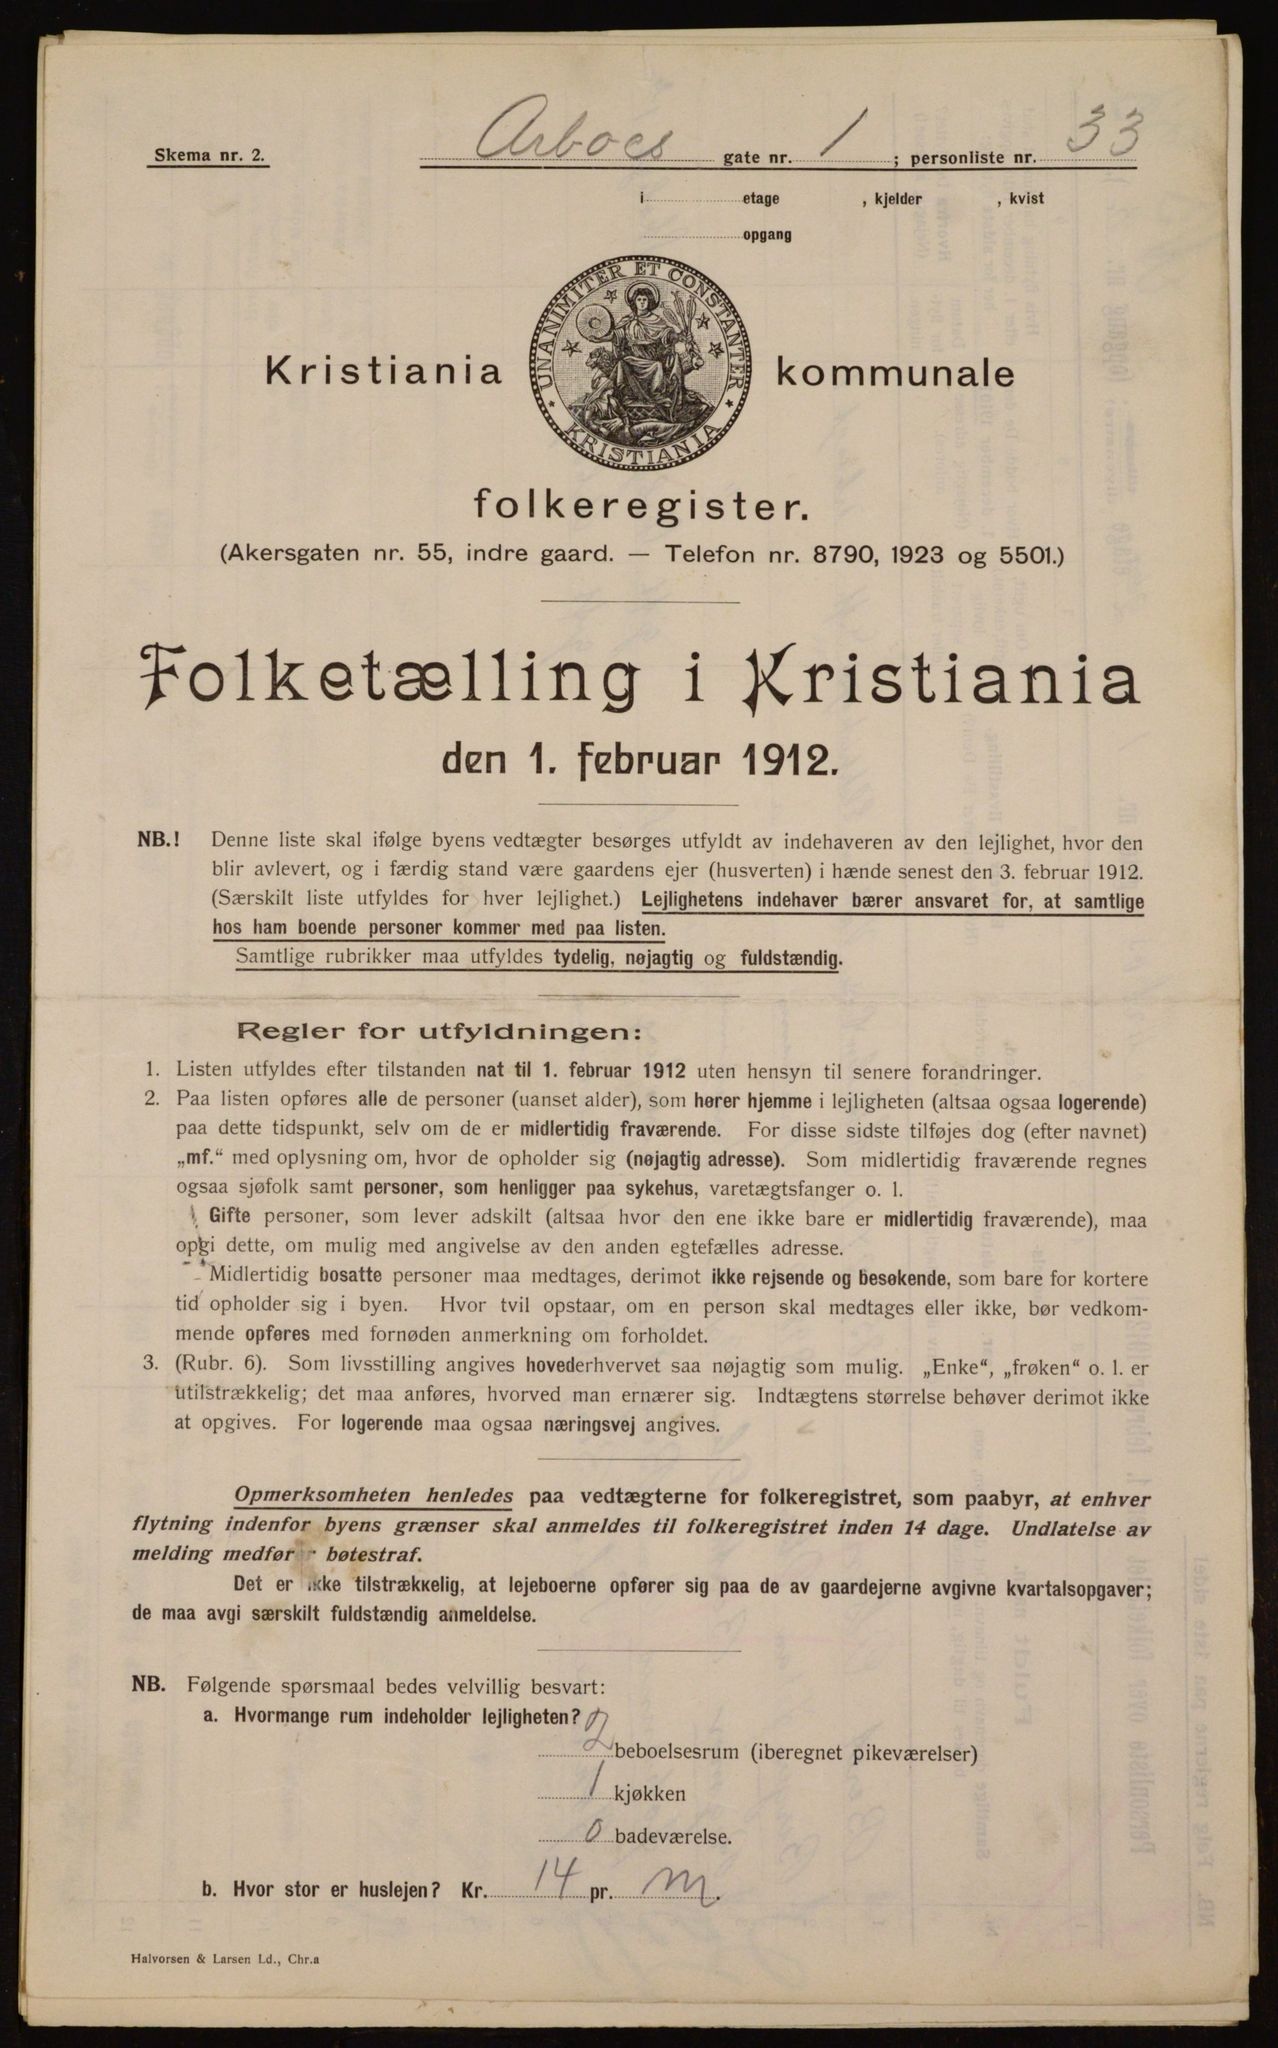 Skema nr. 2.
Arboes gate nr. 1; personliste nr. 33
i etage , kjelder , kvist
opgang
UNANIMITER ET CONSTANTER
KRISTIANIA
Kristiania kommunale
folkeregister.
(Akersgaten nr. 55, indre gaard. — Telefon nr. 8790, 1923 og 5501.)
Folketælling i Kristiania
den 1. februar 1912.
NB.! Denne liste skal ifølge byens vedtægter besørges utfyldt av indehaveren av den lejlighet, hvor den
blir avlevert, og i færdig stand være gaardens ejer (husverten) i hænde senest den 3. februar 1912.
(Særskilt liste utfyldes for hver lejlighet.) Lejlighetens indehaver bærer ansvaret for, at samtlige
hos ham boende personer kommer med paa listen.
Samtlige rubrikker maa utfyldes tydelig, nøjagtig og fuldstændig.
Regler for utfyldningen:
1. Listen utfyldes efter tilstanden nat til 1. februar 1912 uten hensyn til senere forandringer.
2. Paa listen opføres alle de personer (uanset alder), som hører hjemme i lejligheten (altsaa ogsaa logerende)
paa dette tidspunkt, selv om de er midlertidig fraværende. For disse sidste tilføjes dog (efter navnet)
„mf.“ med oplysning om, hvor de opholder sig (nøjagtig adresse). Som midlertidig fraværende regnes
ogsaa sjøfolk samt personer, som henligger paa sykehus, varetægtsfanger o. l.
Gifte personer, som lever adskilt (altsaa hvor den ene ikke bare er midlertidig fraværende), maa
opgi dette, om mulig med angivelse av den anden egtefælles adresse.
Midlertidig bosatte personer maa medtages, derimot ikke rejsende og besøkende, som bare for kortere
tid opholder sig i byen. Hvor tvil opstaar, om en person skal medtages eller ikke, bør vedkom-
mende opføres med fornøden anmerkning om forholdet.
3. (Rubr. 6). Som livsstilling angives hovederhvervet saa nøjagtig som mulig. „Enke“, „frøken“ o. l. er
utilstrækkelig; det maa anføres, hvorved man ernærer sig. Indtægtens størrelse behøver derimot ikke
at opgives. For logerende maa ogsaa næringsvej angives.
Opmerksomheten henledes paa vedtægterne for folkeregistret, som paabyr, at enhver
flytning indenfor byens grænser skal anmeldes til folkeregistret inden 14 dage. Undlatelse av
melding medfører bøtestraf.
Det er ikke tilstrækkelig, at lejeboerne opfører sig paa de av gaardejerne avgivne kvartalsopgaver;
de maa avgi særskilt fuldstændig anmeldelse.
NB. Følgende spørsmaal bedes velvillig besvart:
a. Hvormange rum indeholder lejligheten?
2 beboelsesrum (iberegnet pikeværelser)
1 kjøkken
0 badeværelse.
b. Hvor stor er huslejen? Kr. 14 pr. M.
Halvorsen & Larsen Ld., Chr.a